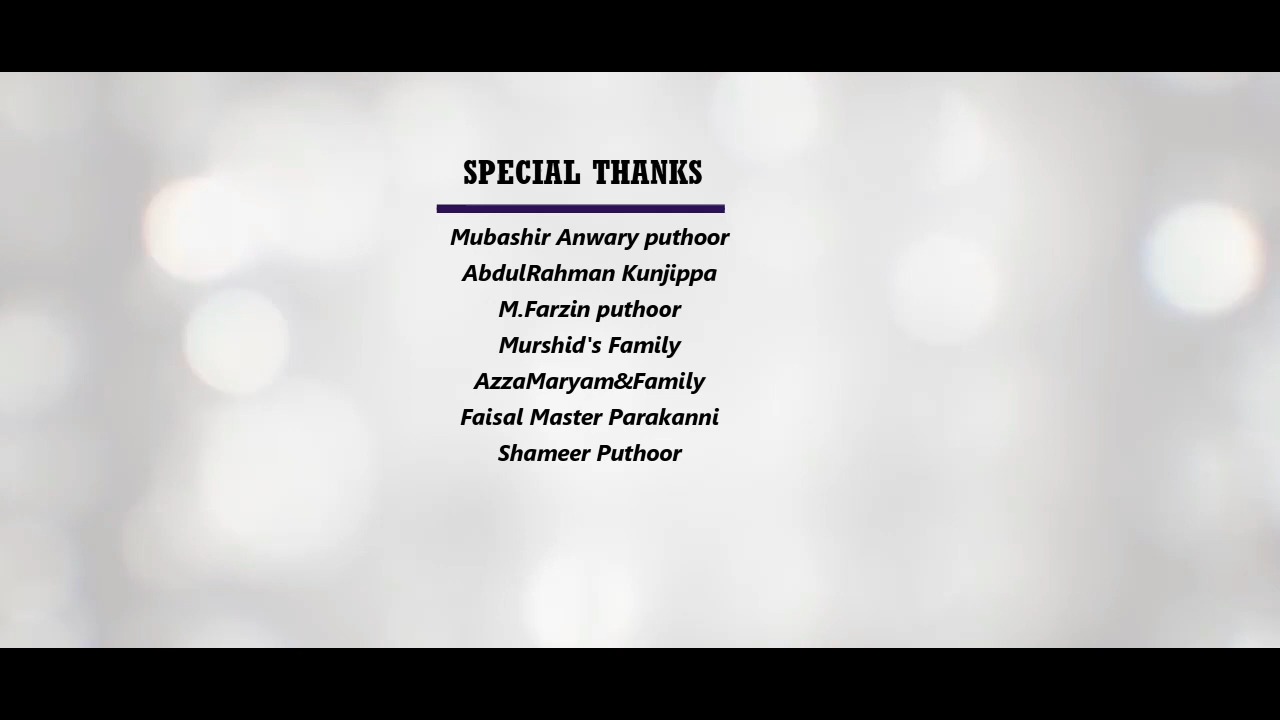 SPECIAL THANKS
Mubashir Anwary puthoor
AbdulRahman Kunjippa
M.Farzin puthoor
Murshid's Family
AzzaMaryam&Family
Faisal Master Parakanni
Shameer Puthoor